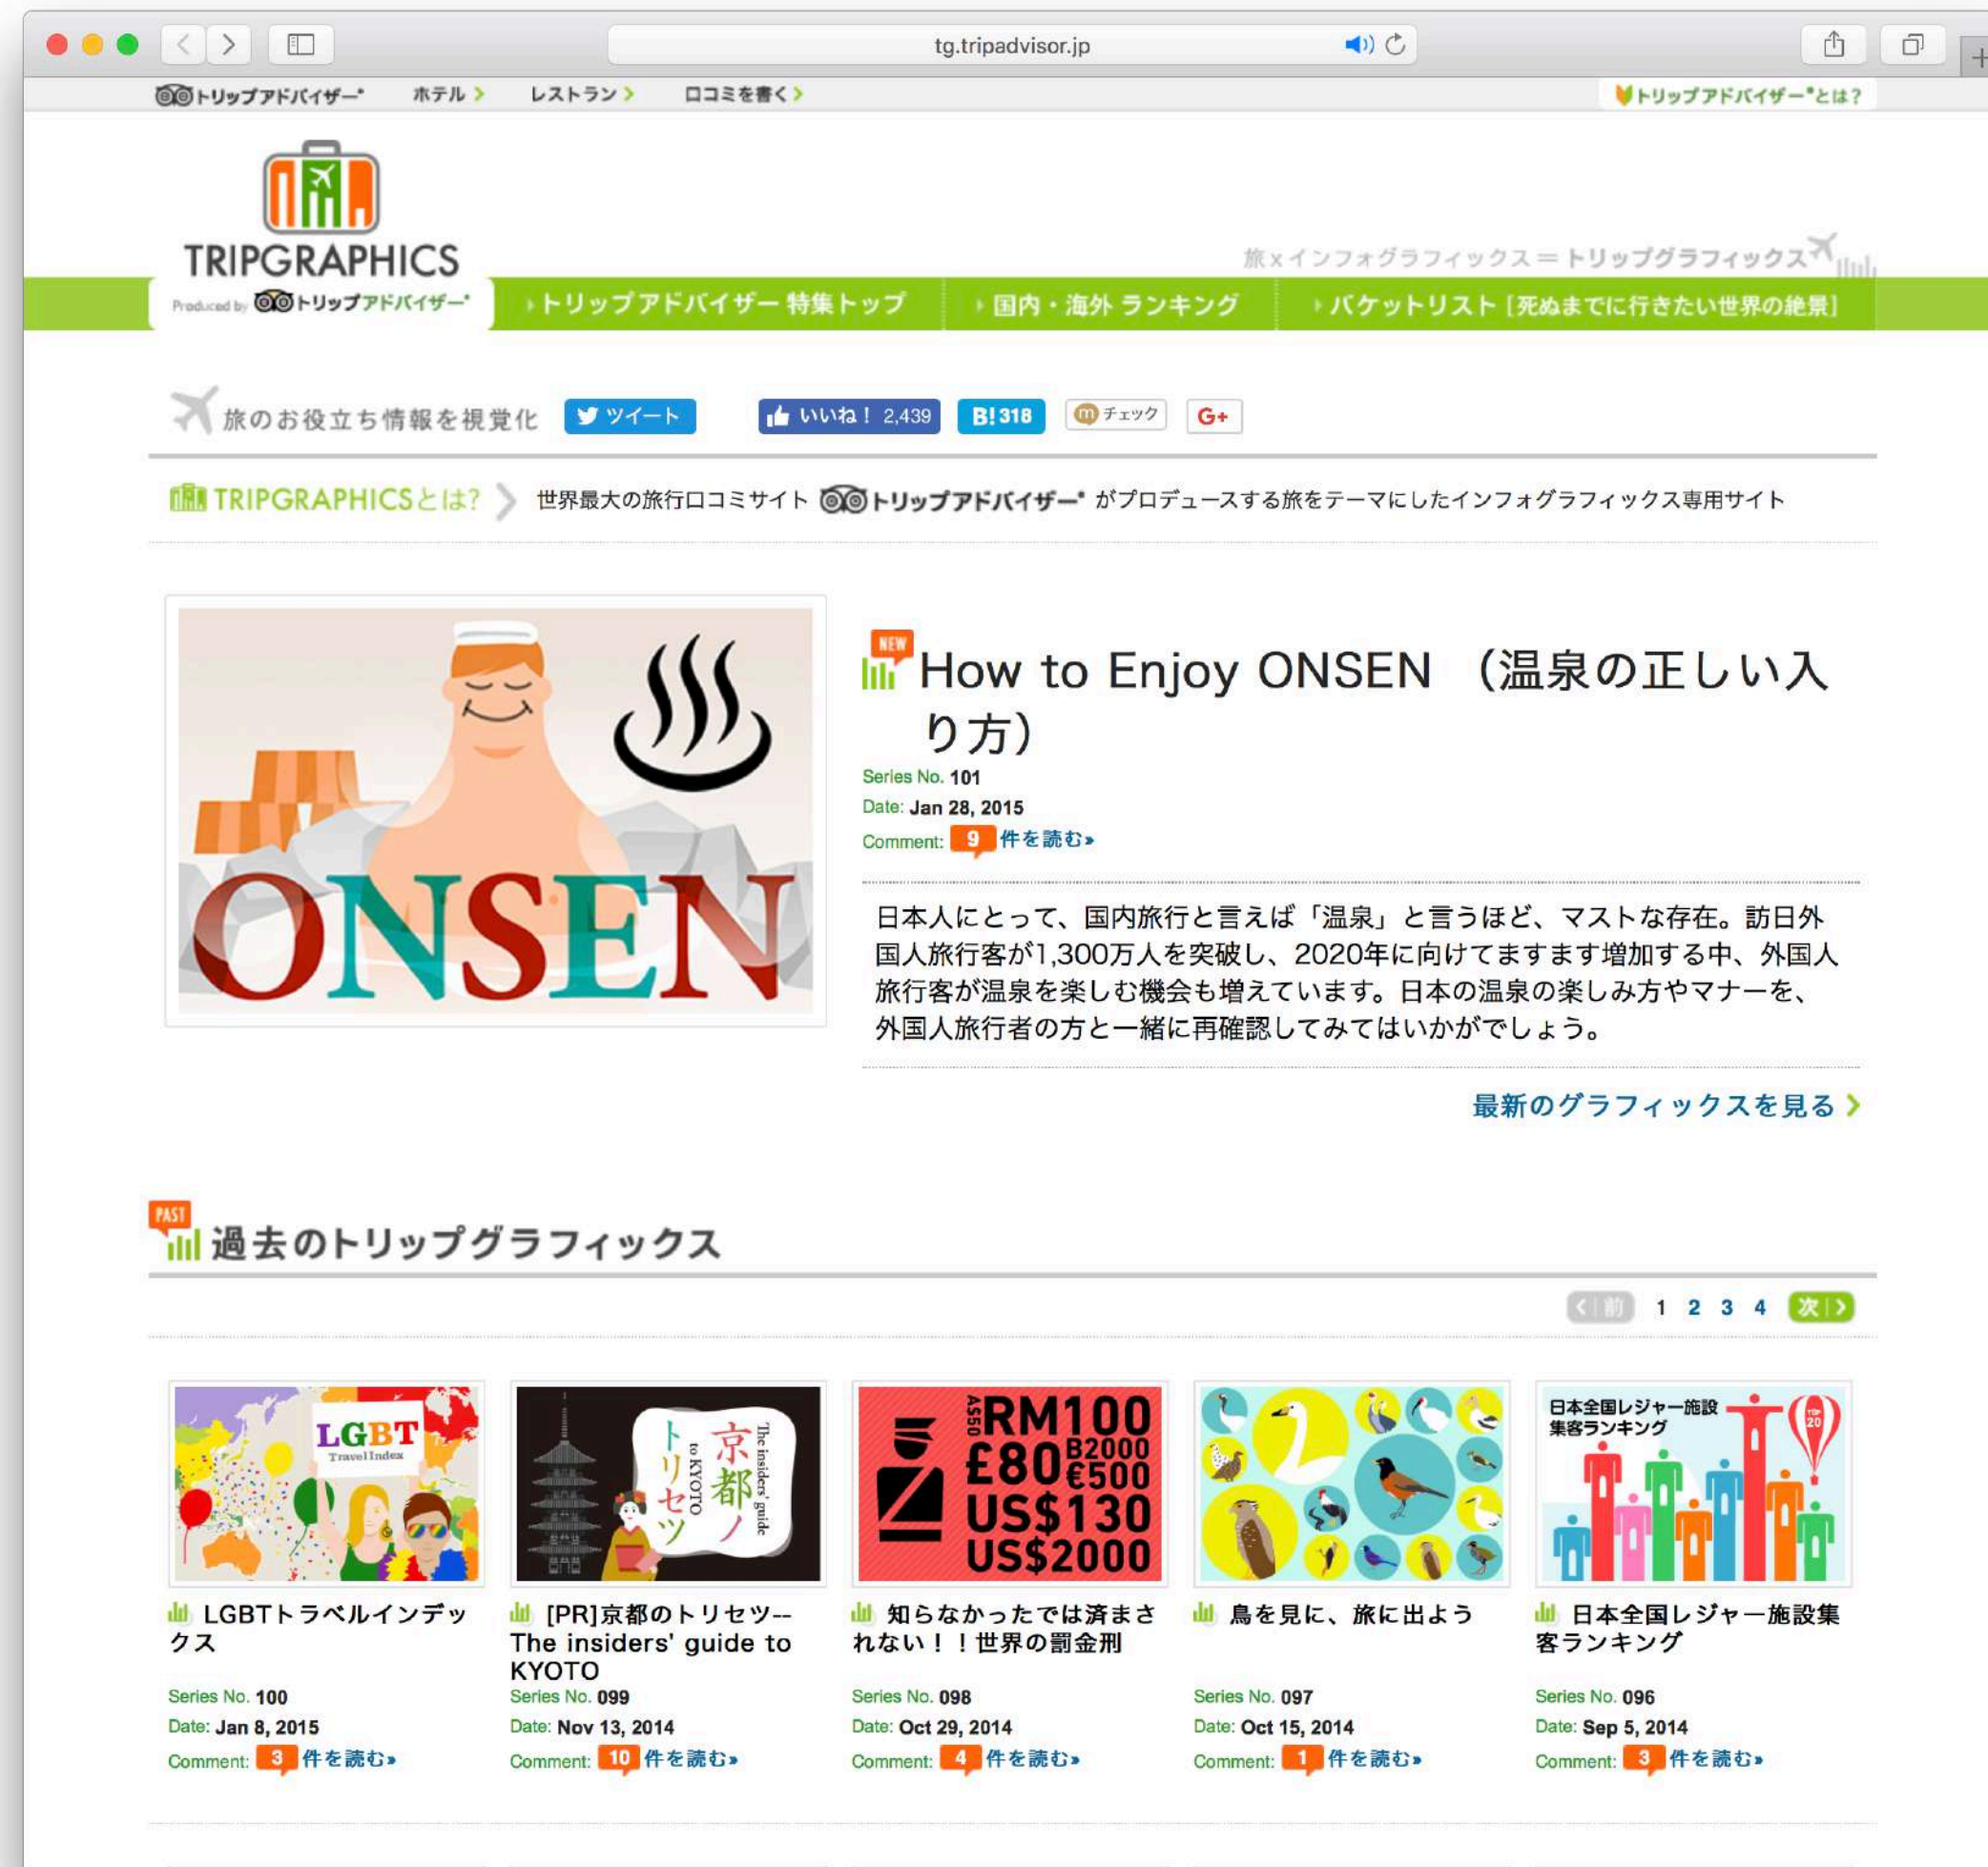 tg.tripadvisor.jp
トリップアドバイザー
ホテル
レストラン
口コミを書く
トリップアドバイザー®とは?
TRIPGRAPHICS
旅 x インフォグラフィックス = トリップグラフィックス
Produced by トリップアドバイザー
トリップアドバイザー 特集トップ
国内・海外 ランキング
バケットリスト [死ぬまでに行きたい世界の絶景]
旅のお役立ち情報を視覚化
ツイート
いいね! 2,439
B! 318
m チェック
G+
TRIPGRAPHICSとは?
世界最大の旅行口コミサイト トリップアドバイザー がプロデュースする旅をテーマにしたインフォグラフィックス専用サイト
ONSEN
NEW
How to Enjoy ONSEN (温泉の正しい入
り方)
Series No. 101
Date: Jan 28, 2015
Comment: 9 件を読む»
日本人にとって、国内旅行と言えば「温泉」と言うほど、マストな存在。訪日外
国人旅行客が1,300万人を突破し、2020年に向けてますます増加する中、外国人
旅行客が温泉を楽しむ機会も増えています。日本の温泉の楽しみ方やマナーを、
外国人旅行者の方と一緒に再確認してみてはいかがでしょう。
最新のグラフィックスを見る
PAST
過去のトリップグラフィックス
前 1 2 3 4 次
LGBT
Travel Index
LGBTトラベルインデッ
クス
Series No. 100
Date: Jan 8, 2015
Comment: 3 件を読む»
The insiders' guide
京都ノ
to KYOTO
トリセツ
[PR]京都のトリセツ--
The insiders' guide to
KYOTO
Series No. 099
Date: Nov 13, 2014
Comment: 10 件を読む»
A$50
RM100
£80
B2000
€500
US$130
US$2000
知らなかったでは済まさ
れない!!世界の罰金刑
Series No. 098
Date: Oct 29, 2014
Comment: 4 件を読む»
鳥を見に、旅に出よう
Series No. 097
Date: Oct 15, 2014
Comment: 1 件を読む»
日本全国レジャー施設
集客ランキング
TOP
20
日本全国レジャー施設集
客ランキング
Series No. 096
Date: Sep 5, 2014
Comment: 3 件を読む»